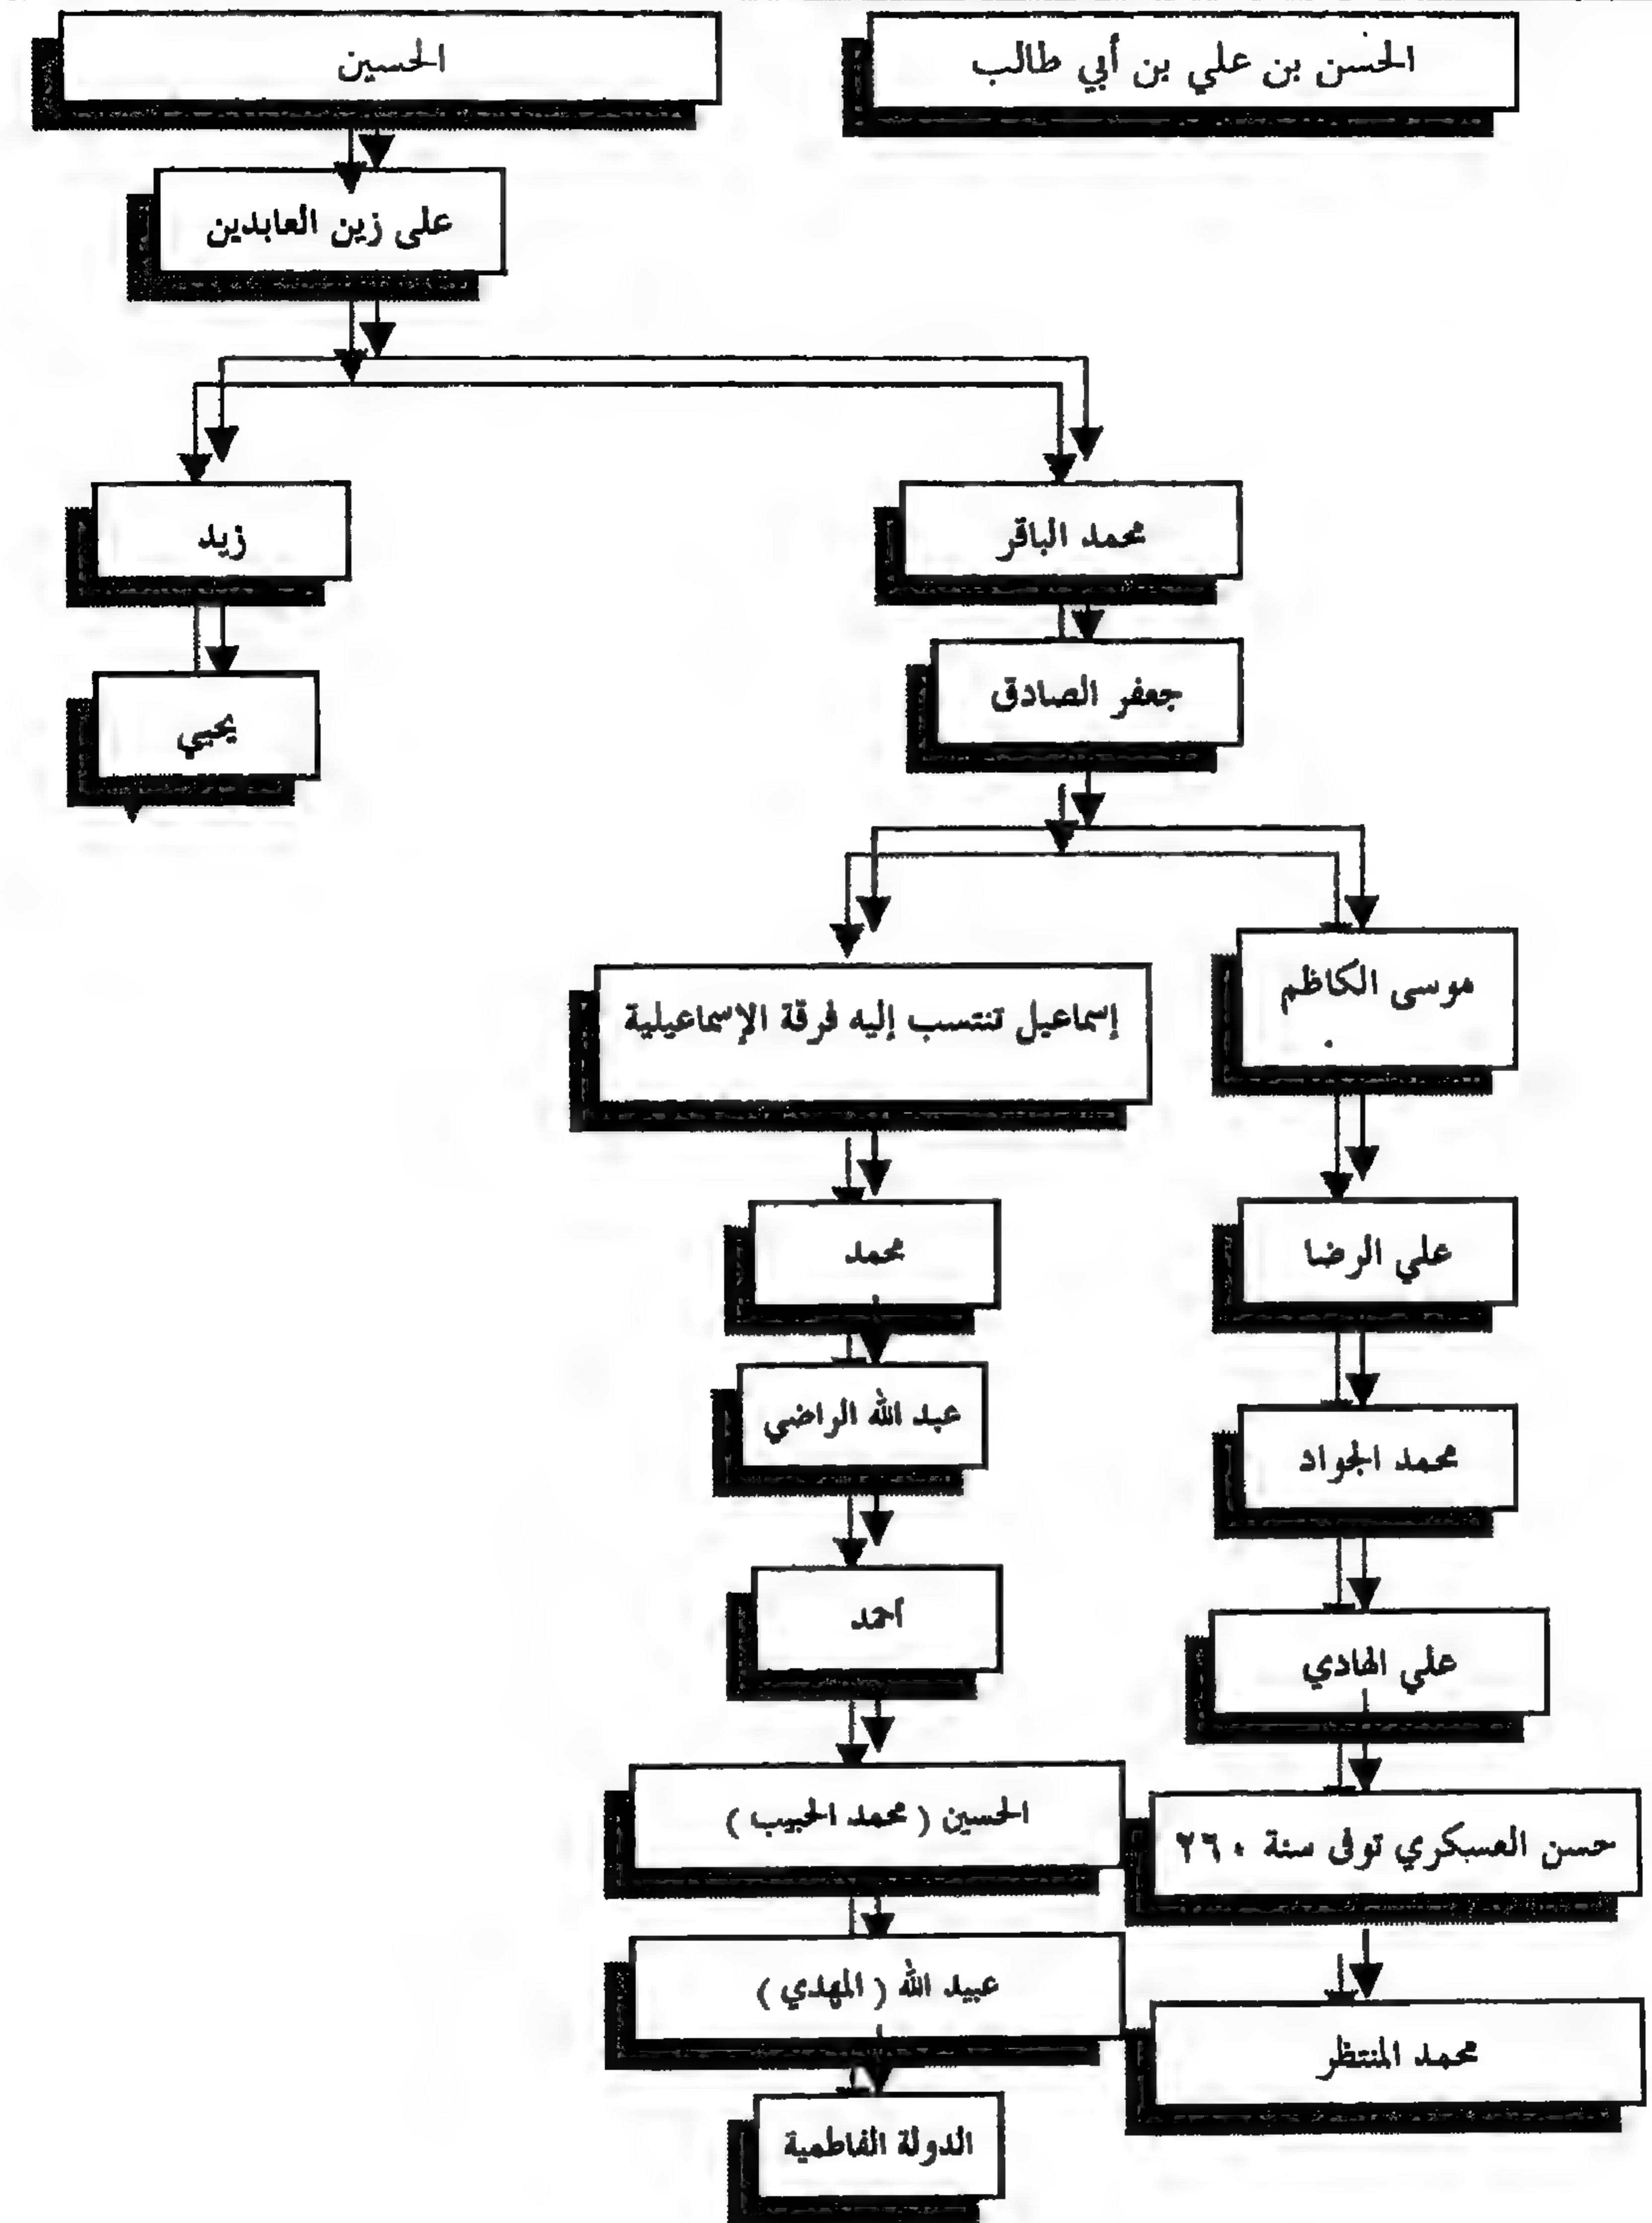 الحسن بن علي بن أبي طالب
الحسين
على زين العابدين
محمد الباقر
زيد
جعفر الصادق
يحيي
موسى الكاظم
إسماعيل تنتسب إليه فرقة الإسماعيلية
علي الرضا
محمد
محمد الجواد
عبد الله الراضي
علي الهادي
احمد
حسن العسبكري توفى سنة ٢٦٠
الحسين ( محمد الحبيب )
محمد المنتظر
عبيد الله ( المهدي )
الدولة الفاطمية